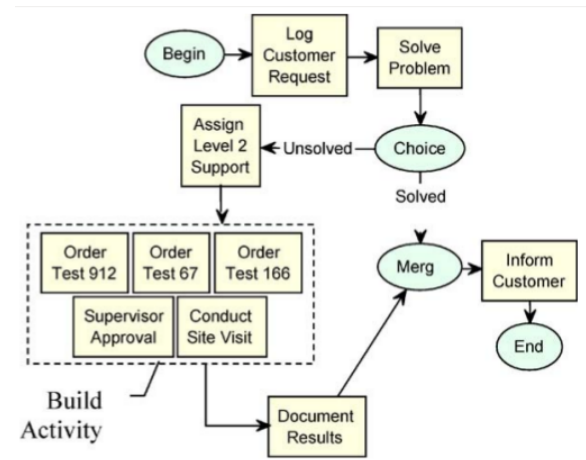 Begin
Log
Customer
Request
Solve
Problem
Assign
Level 2
Support
Unsolved
Choice
Solved
Order
Test 912
Order
Test 67
Order
Test 166
Supervisor
Approval
Conduct
Site Visit
Merg
Inform
Customer
End
Build
Activity
Document
Results